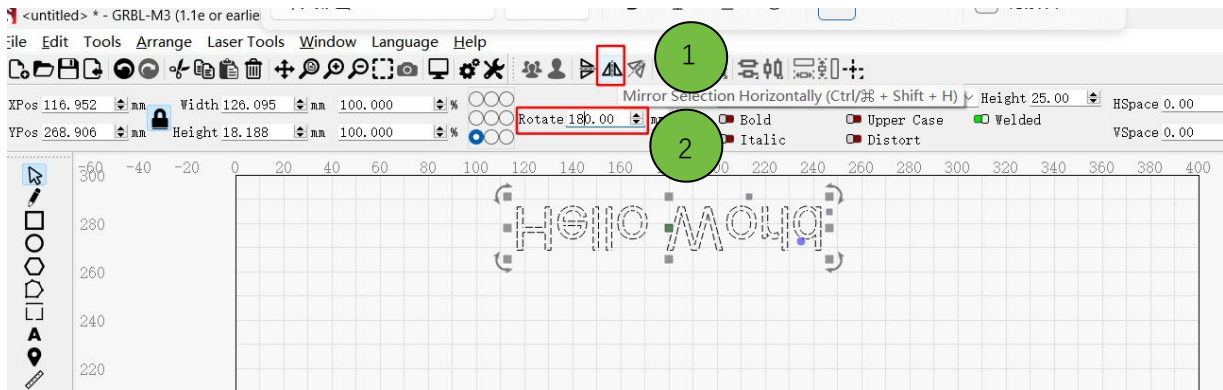 <untitled> * - GRBL-M3 (1.1e or earlie
File Edit Tools Arrange Laser Tools Window Language Help
1
Mirror Selection Horizontally (Ctrl/⌘ + Shift + H)
XPos 116.952 mm Width 126.095 mm 100.000 % Height 25.00 HSpace 0.00
Rotate 180.00 Bold Upper Case Welded
YPos 268.906 mm Height 18.188 mm 100.000 % Italic Distort VSpace 0.00
2
-60 -40 -20 0 20 40 60 80 100 120 140 160 200 220 240 260 280 300 320 340 360 380 400
300
280
260
240
220
A